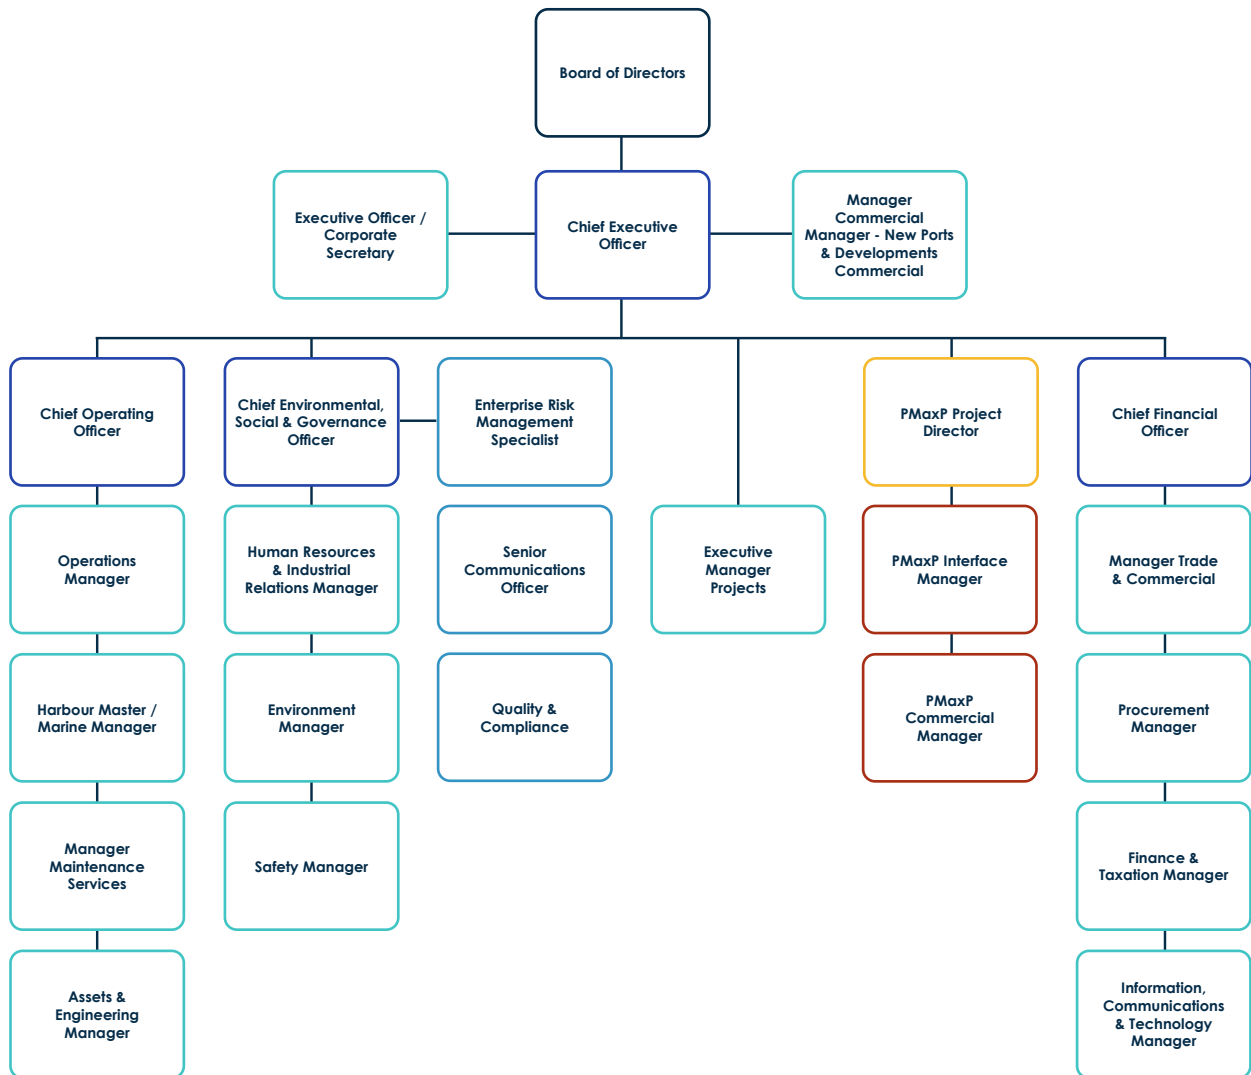 Board of Directors
Executive Officer /
Corporate
Secretary
Chief Executive
Officer
Manager
Commercial
Manager - New Ports
& Developments
Commercial
Chief Operating
Officer
Chief Environmental,
Social & Governance
Officer
Enterprise Risk
Management
Specialist
PMaxP Project
Director
Chief Financial
Officer
Operations
Manager
Human Resources
& Industrial
Relations Manager
Senior
Communications
Officer
Executive
Manager
Projects
PMaxP Interface
Manager
Manager Trade
& Commercial
Harbour Master /
Marine Manager
Environment
Manager
Quality &
Compliance
PMaxP
Commercial
Manager
Procurement
Manager
Manager
Maintenance
Services
Safety Manager
Finance &
Taxation Manager
Assets &
Engineering
Manager
Information,
Communications
& Technology
Manager